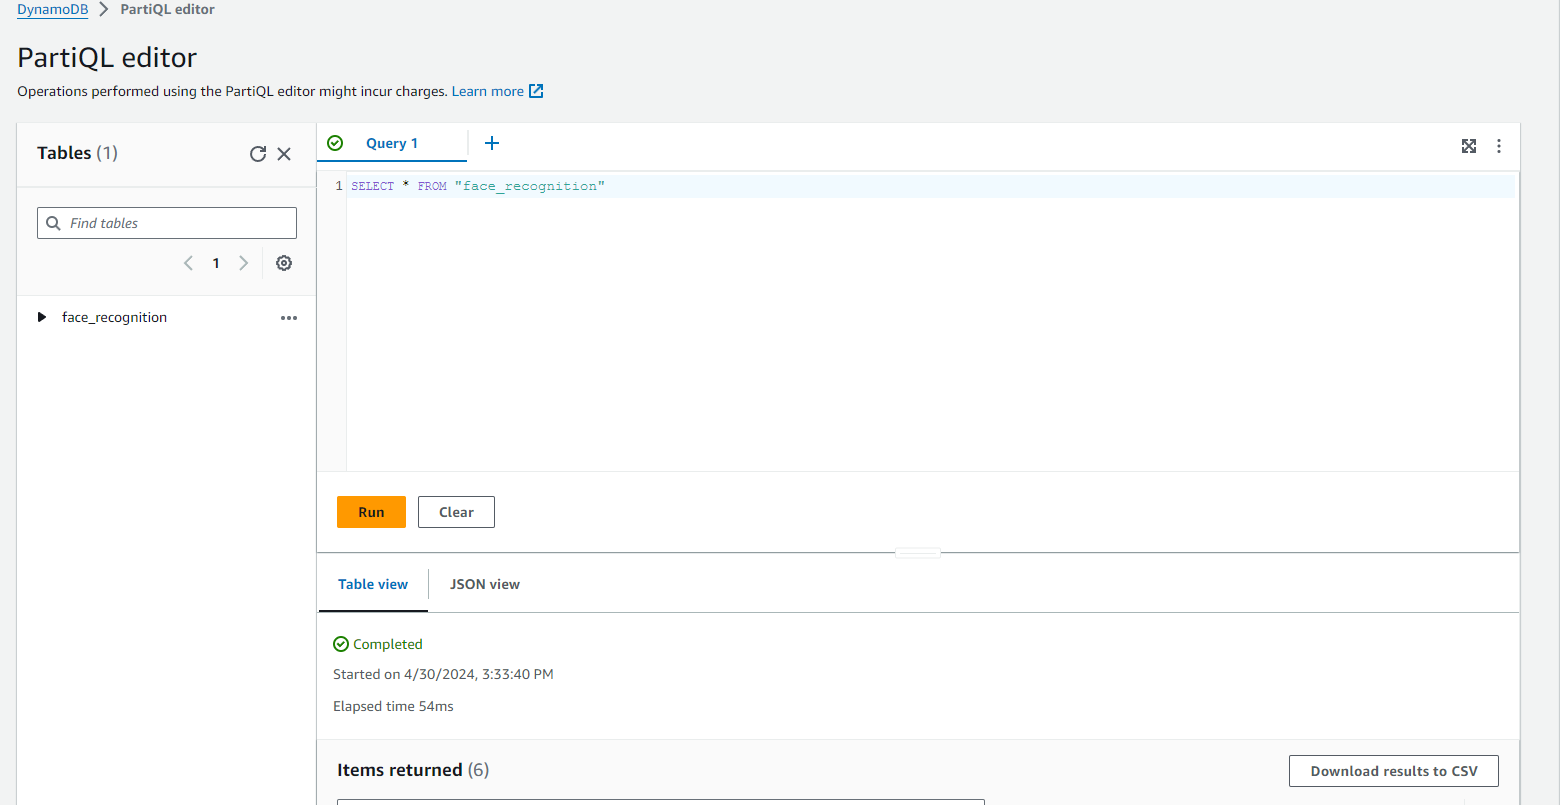 DynamoDB > PartiQL editor
PartiQL editor
Operations performed using the PartiQL editor might incur charges. Learn more
Tables (1)
Find tables
1
face_recognition
Query 1
1 SELECT * FROM "face_recognition"
Run Clear
Table view JSON view
Completed
Started on 4/30/2024, 3:33:40 PM
Elapsed time 54ms
Items returned (6)
Download results to CSV